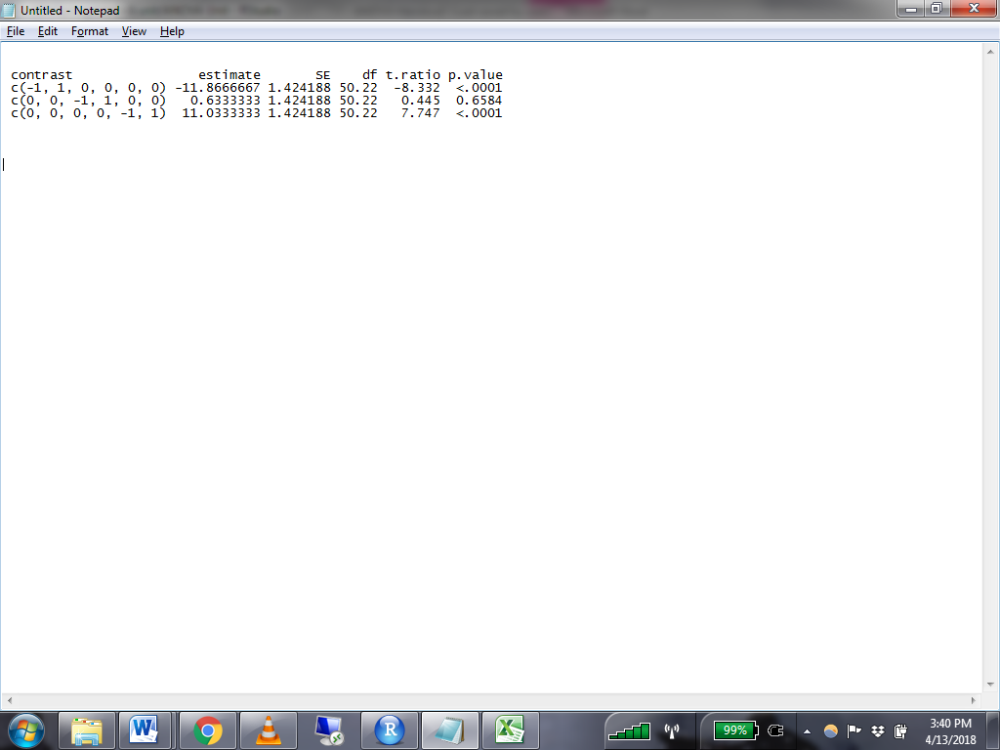 Untitled - Notepad
File Edit Format View Help
contrast estimate SE df t.ratio p.value
c(-1, 1, 0, 0, 0, 0) -11.8666667 1.424188 50.22 -8.332 <.0001
c(0, 0, -1, 1, 0, 0) 0.6333333 1.424188 50.22 0.445 0.6584
c(0, 0, 0, 0, -1, 1) 11.0333333 1.424188 50.22 7.747 <.0001
W
R
99%
3:40 PM
4/13/2018